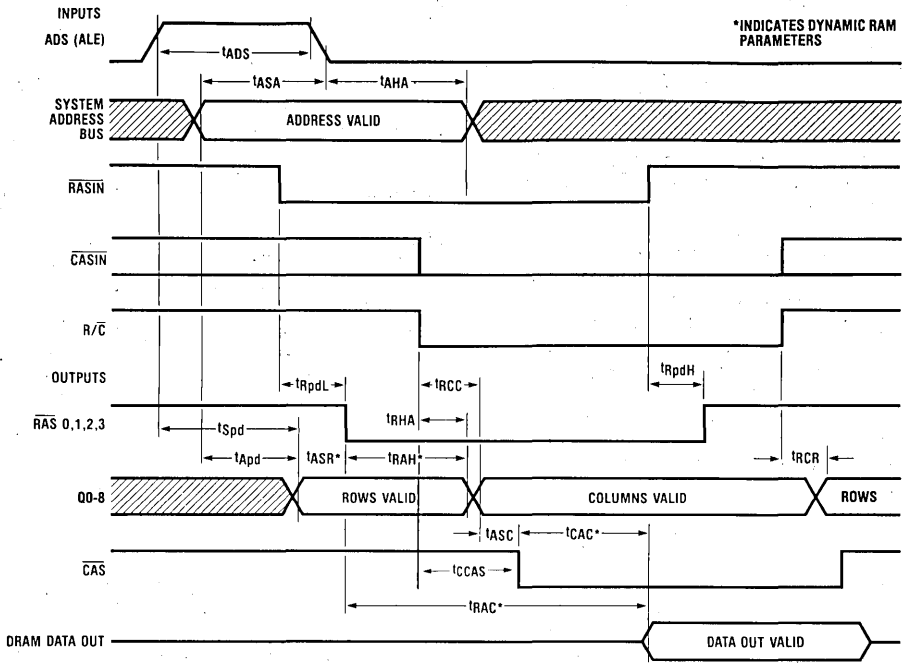 INPUTS
*INDICATES DYNAMIC RAM
PARAMETERS
ADS (ALE)
tADS
tASA
tAHA
SYSTEM
ADDRESS
BUS
ADDRESS VALID
RASIN
CASIN
R/C
OUTPUTS
tRpdL
tRCC
tRpdH
tRHA
RAS 0,1,2,3
tSpd
tApd
tASR*
tRAH*
tRCR
Q0-8
ROWS VALID
COLUMNS VALID
ROWS
tASC
tCAC*
CAS
tCCAS
tRAC*
DRAM DATA OUT
DATA OUT VALID